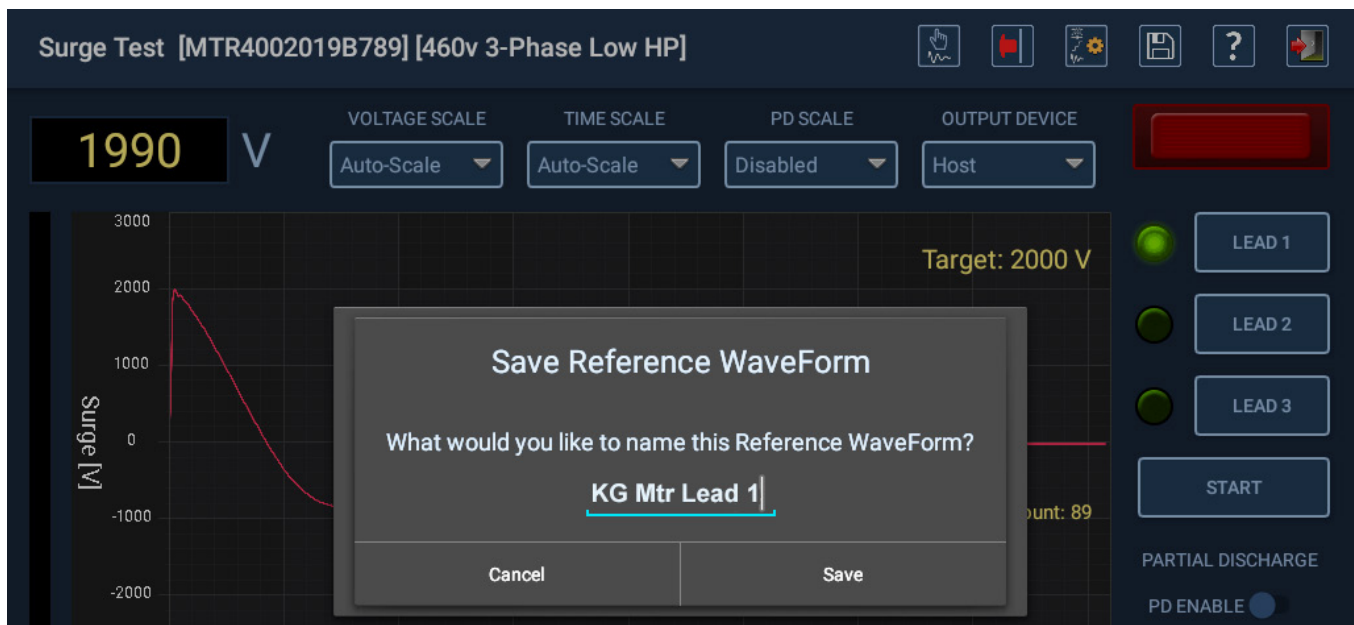 Surge Test [MTR4002019B789] [460v 3-Phase Low HP]
?
VOLTAGE SCALE
TIME SCALE
PD SCALE
OUTPUT DEVICE
1990 V
Auto-Scale
Auto-Scale
Disabled
Host
3000
2000
1000
0
-1000
-2000
Surge [V]
Target: 2000 V
Save Reference WaveForm
What would you like to name this Reference WaveForm?
KG Mtr Lead 1
Cancel
Save
89
LEAD 1
LEAD 2
LEAD 3
START
PARTIAL DISCHARGE
PD ENABLE